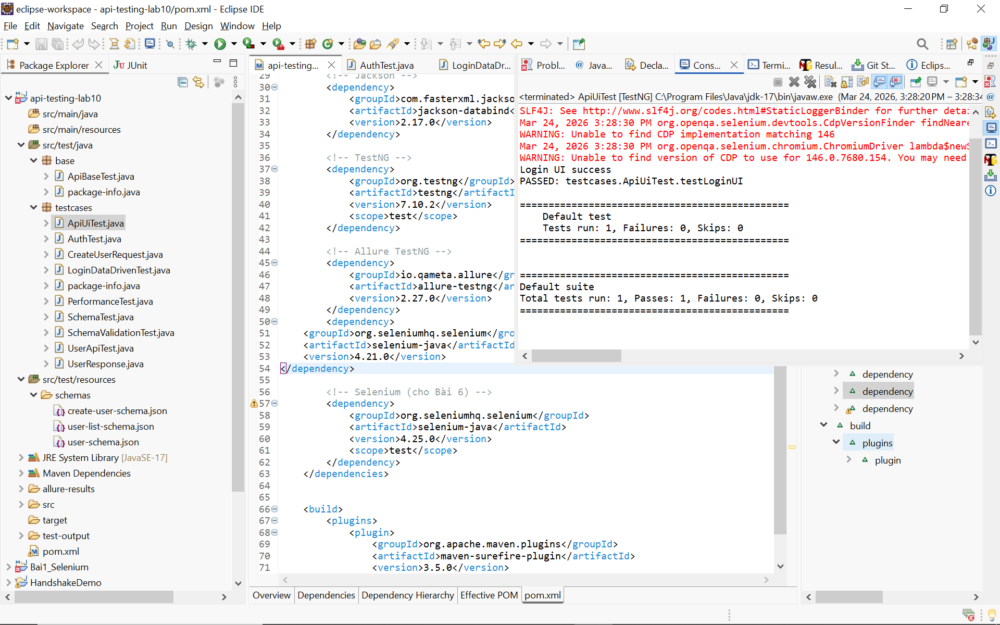 eclipse-workspace - api-testing-lab10/pom.xml - Eclipse IDE
File Edit Navigate Search Project Run Design Window Help
Package Explorer
JUnit
api-testing-lab10
src/main/java
src/main/resources
src/test/java
base
ApiBaseTest.java
package-info.java
testcases
ApiUiTest.java
AuthTest.java
CreateUserRequest.java
LoginDataDrivenTest.java
package-info.java
PerformanceTest.java
SchemaTest.java
SchemaValidationTest.java
UserApiTest.java
UserResponse.java
src/test/resources
schemas
create-user-schema.json
user-list-schema.json
user-schema.json
JRE System Library [JavaSE-17]
Maven Dependencies
allure-results
src
target
test-output
pom.xml
Bai1_Selenium
HandshakeDemo
api-testing...
AuthTest.java
LoginDataDr...
29 <!-- Jackson -->
30 <dependency>
31 <groupId>com.fasterxml.jackso
32 <artifactId>jackson-databind<
33 <version>2.17.0</version>
34 </dependency>
35
36 <!-- TestNG -->
37 <dependency>
38 <groupId>org.testng</groupId>
39 <artifactId>testng</artifactI
40 <version>7.10.2</version>
41 <scope>test</scope>
42 </dependency>
43
44 <!-- Allure TestNG -->
45 <dependency>
46 <groupId>io.qameta.allure</gr
47 <artifactId>allure-testng</ar
48 <version>2.27.0</version>
49 </dependency>
50 <dependency>
51 <groupId>org.seleniumhq.selenium</gro
52 <artifactId>selenium-java</artifactId
53 <version>4.21.0</version>
54 </dependency>
55
56 <!-- Selenium (cho Bài 6) -->
57 <dependency>
58 <groupId>org.seleniumhq.selenium</groupId>
59 <artifactId>selenium-java</artifactId>
60 <version>4.25.0</version>
61 <scope>test</scope>
62 </dependency>
63 </dependencies>
64
65
66 <build>
67 <plugins>
68 <plugin>
69 <groupId>org.apache.maven.plugins</groupId>
70 <artifactId>maven-surefire-plugin</artifactId>
71 <version>3.5.0</version>
Overview Dependencies Dependency Hierarchy Effective POM pom.xml
Probl... Java... Decla... Cons... Termi... Resul... Git St... Eclips...
<terminated> ApiUiTest [TestNG] C:\Program Files\Java\jdk-17\bin\javaw.exe (Mar 24, 2026, 3:28:20 PM – 3:28:34
SLF4J: See http://www.slf4j.org/codes.html#StaticLoggerBinder for further detai
Mar 24, 2026 3:28:30 PM org.openqa.selenium.devtools.CdpVersionFinder findNeare
WARNING: Unable to find CDP implementation matching 146
Mar 24, 2026 3:28:30 PM org.openqa.selenium.chromium.ChromiumDriver lambda$new$
WARNING: Unable to find version of CDP to use for 146.0.7680.154. You may need
Login UI success
PASSED: testcases.ApiUiTest.testLoginUI
===============================================
Default test
Tests run: 1, Failures: 0, Skips: 0
===============================================
===============================================
Default suite
Total tests run: 1, Passes: 1, Failures: 0, Skips: 0
===============================================
dependency
dependency
dependency
build
plugins
plugin